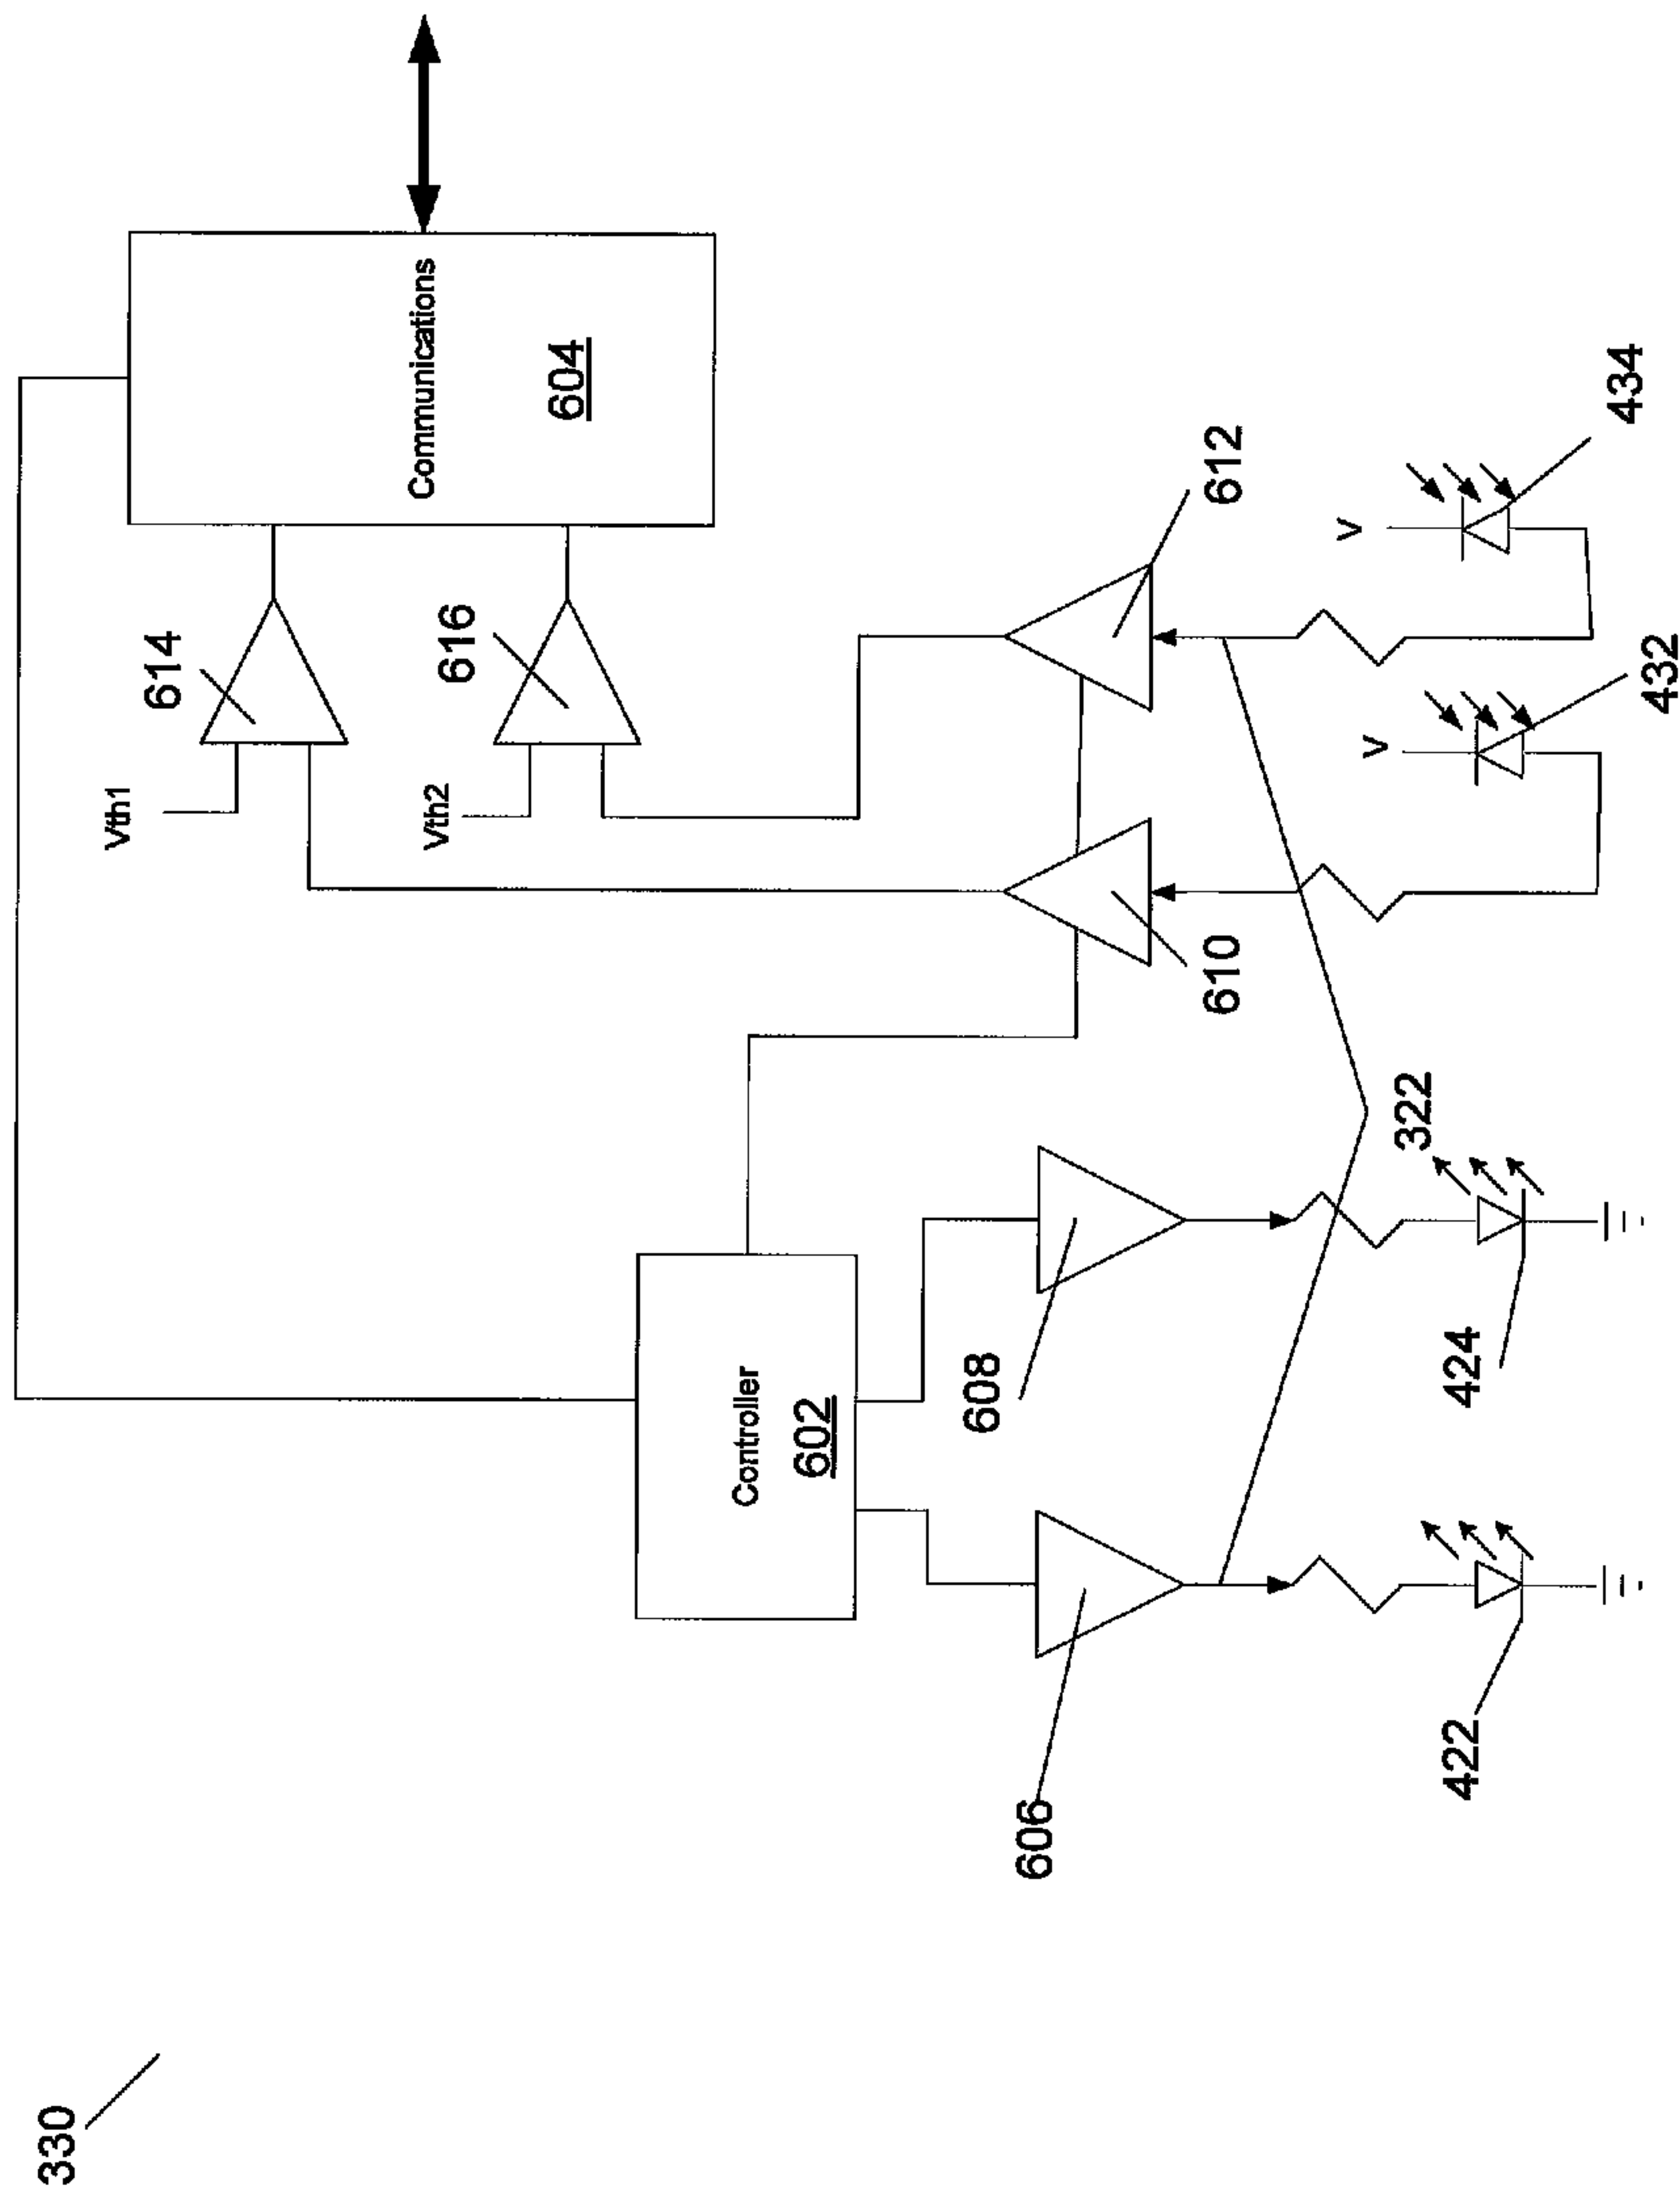 330
Controller
602
Communications
604
606
608
610
612
614
616
Vth1
Vth2
V
V
322
422
424
432
434